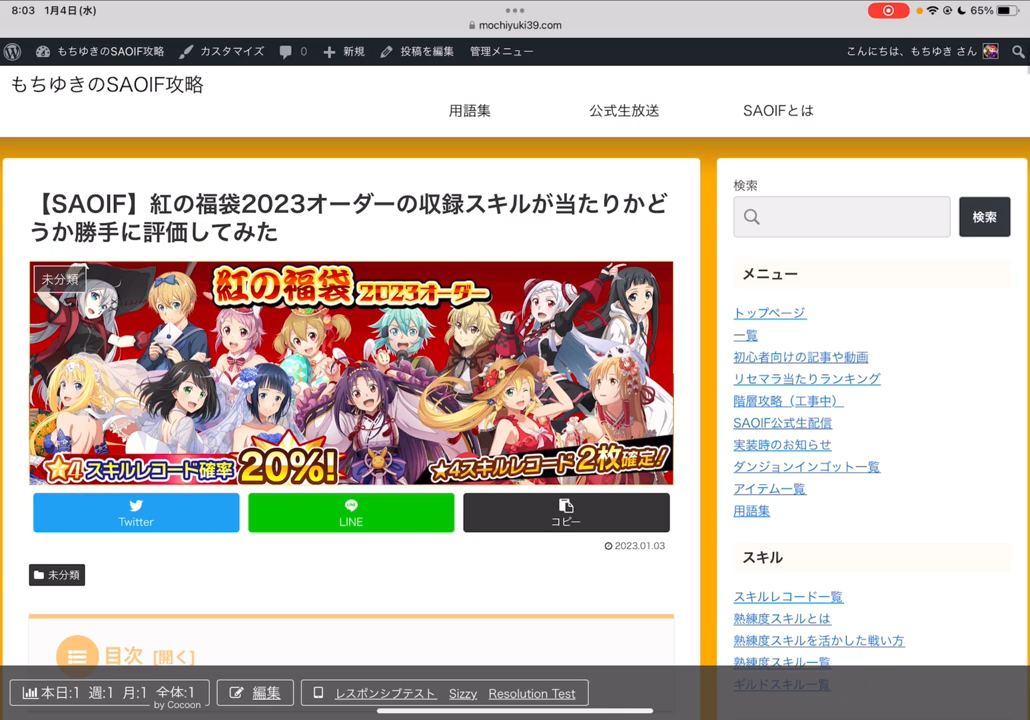 8:03 1月4日(水)
65%
mochiyuki39.com
もちゆきのSAOIF攻略 カスタマイズ 0 新規 投稿を編集 管理メニュー こんにちは、もちゆき さん
もちゆきのSAOIF攻略
用語集 公式生放送 SAOIFとは
【SAOIF】紅の福袋2023オーダーの収録スキルが当たりかどうか勝手に評価してみた
未分類
紅の福袋 2023オーダー
★4 スキルレコード確率 20%!
★4スキルレコード 2枚確定!
Twitter
LINE
コピー
2023.01.03
未分類
目次 [開く]
検索
検索
メニュー
トップページ
一覧
初心者向けの記事や動画
リセマラ当たりランキング
階層攻略（工事中）
SAOIF公式生配信
実装時のお知らせ
ダンジョンインゴット一覧
アイテム一覧
用語集
スキル
スキルレコード一覧
熟練度スキルとは
熟練度スキルを活かした戦い方
熟練度スキル一覧
ギルドスキル一覧
本日:1 週:1 月:1 全体:1
by Cocoon
編集
レスポンシブテスト Sizzy Resolution Test